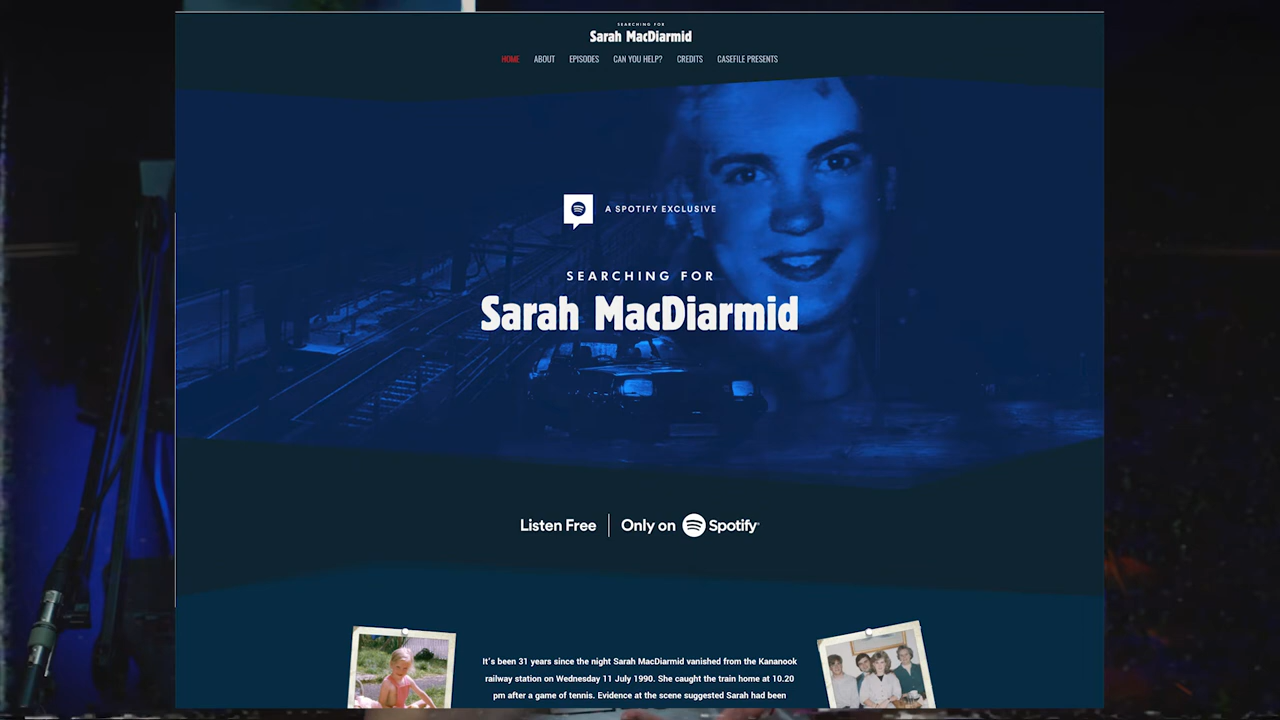 SEARCHING FOR
Sarah MacDiarmid
HOME ABOUT EPISODES CAN YOU HELP? CREDITS CASEFILE PRESENTS
A SPOTIFY EXCLUSIVE
SEARCHING FOR
Sarah MacDiarmid
Listen Free | Only on Spotify
It's been 31 years since the night Sarah MacDiarmid vanished from the Kananook
railway station on Wednesday 11 July 1990. She caught the train home at 10.20
pm after a game of tennis. Evidence at the scene suggested Sarah had been